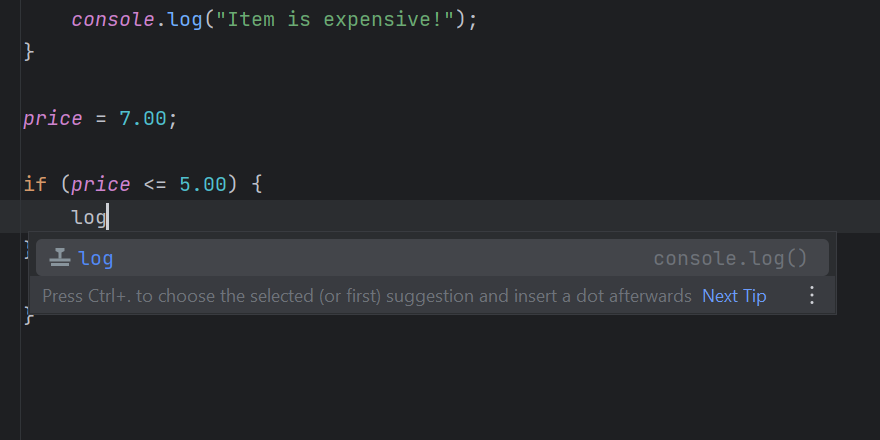 console.log("Item is expensive!");
}
price = 7.00;
if (price <= 5.00) {
log
log console.log()
Press Ctrl+. to choose the selected (or first) suggestion and insert a dot afterwards Next Tip
}